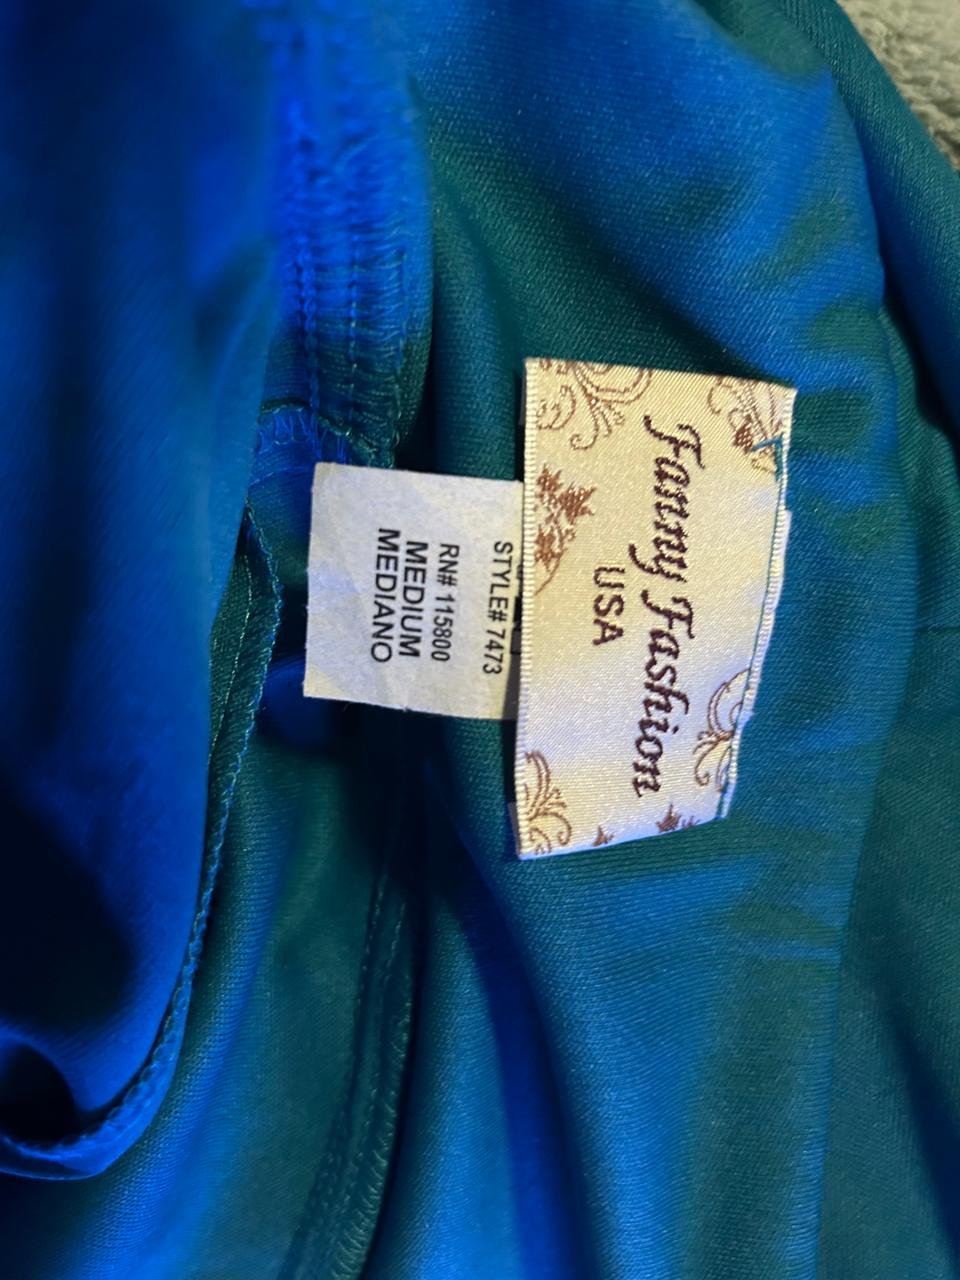 Fanny Fashion
USA
STYLE# 7473
RN# 115800
MEDIUM
MEDIANO